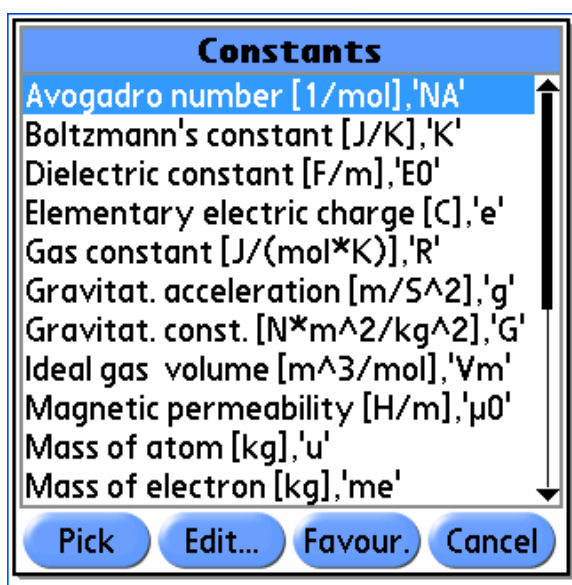 Constants
Avogadro number [1/mol],'NA'
Boltzmann's constant [J/K],'K'
Dielectric constant [F/m],'E0'
Elementary electric charge [C],'e'
Gas constant [J/(mol*K)],'R'
Gravitat. acceleration [m/S^2],'g'
Gravitat. const. [N*m^2/kg^2],'G'
Ideal gas  volume [m^3/mol],'Vm'
Magnetic permeability [H/m],'µ0'
Mass of atom [kg],'u'
Mass of electron [kg],'me'
Pick Edit... Favour. Cancel